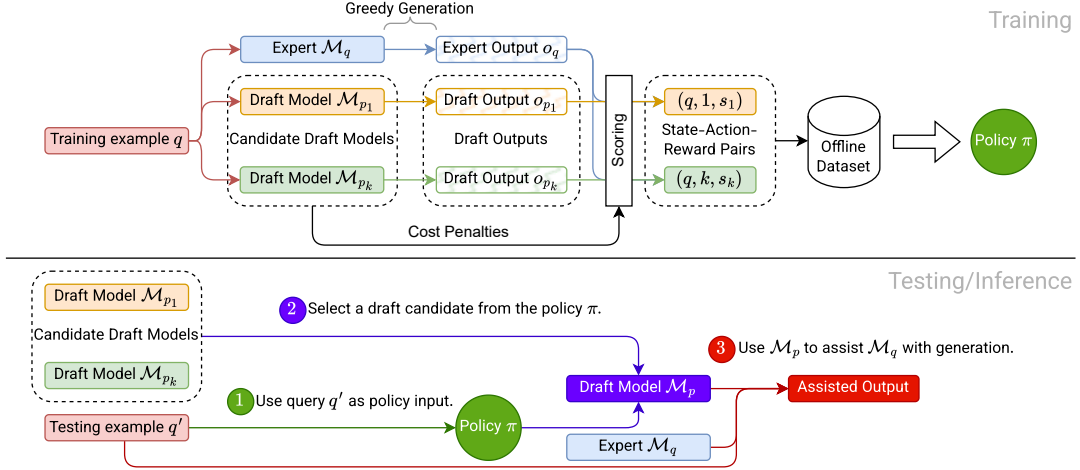 Greedy Generation
Training
Expert $\mathcal{M}_q$
Expert Output $o_q$
Draft Model $\mathcal{M}_{p_1}$
Draft Output $o_{p_1}$
$(q, 1, s_1)$
Training example $q$
Candidate Draft Models
Draft Outputs
Scoring
State-Action-
Reward Pairs
Offline
Dataset
Policy $\pi$
Draft Model $\mathcal{M}_{p_k}$
Draft Output $o_{p_k}$
$(q, k, s_k)$
Cost Penalties
Testing/Inference
Draft Model $\mathcal{M}_{p_1}$
Candidate Draft Models
Draft Model $\mathcal{M}_{p_k}$
2 Select a draft candidate from the policy $\pi$.
3 Use $\mathcal{M}_p$ to assist $\mathcal{M}_q$ with generation.
Draft Model $\mathcal{M}_p$
Assisted Output
1 Use query $q'$ as policy input.
Testing example $q'$
Policy $\pi$
Expert $\mathcal{M}_q$